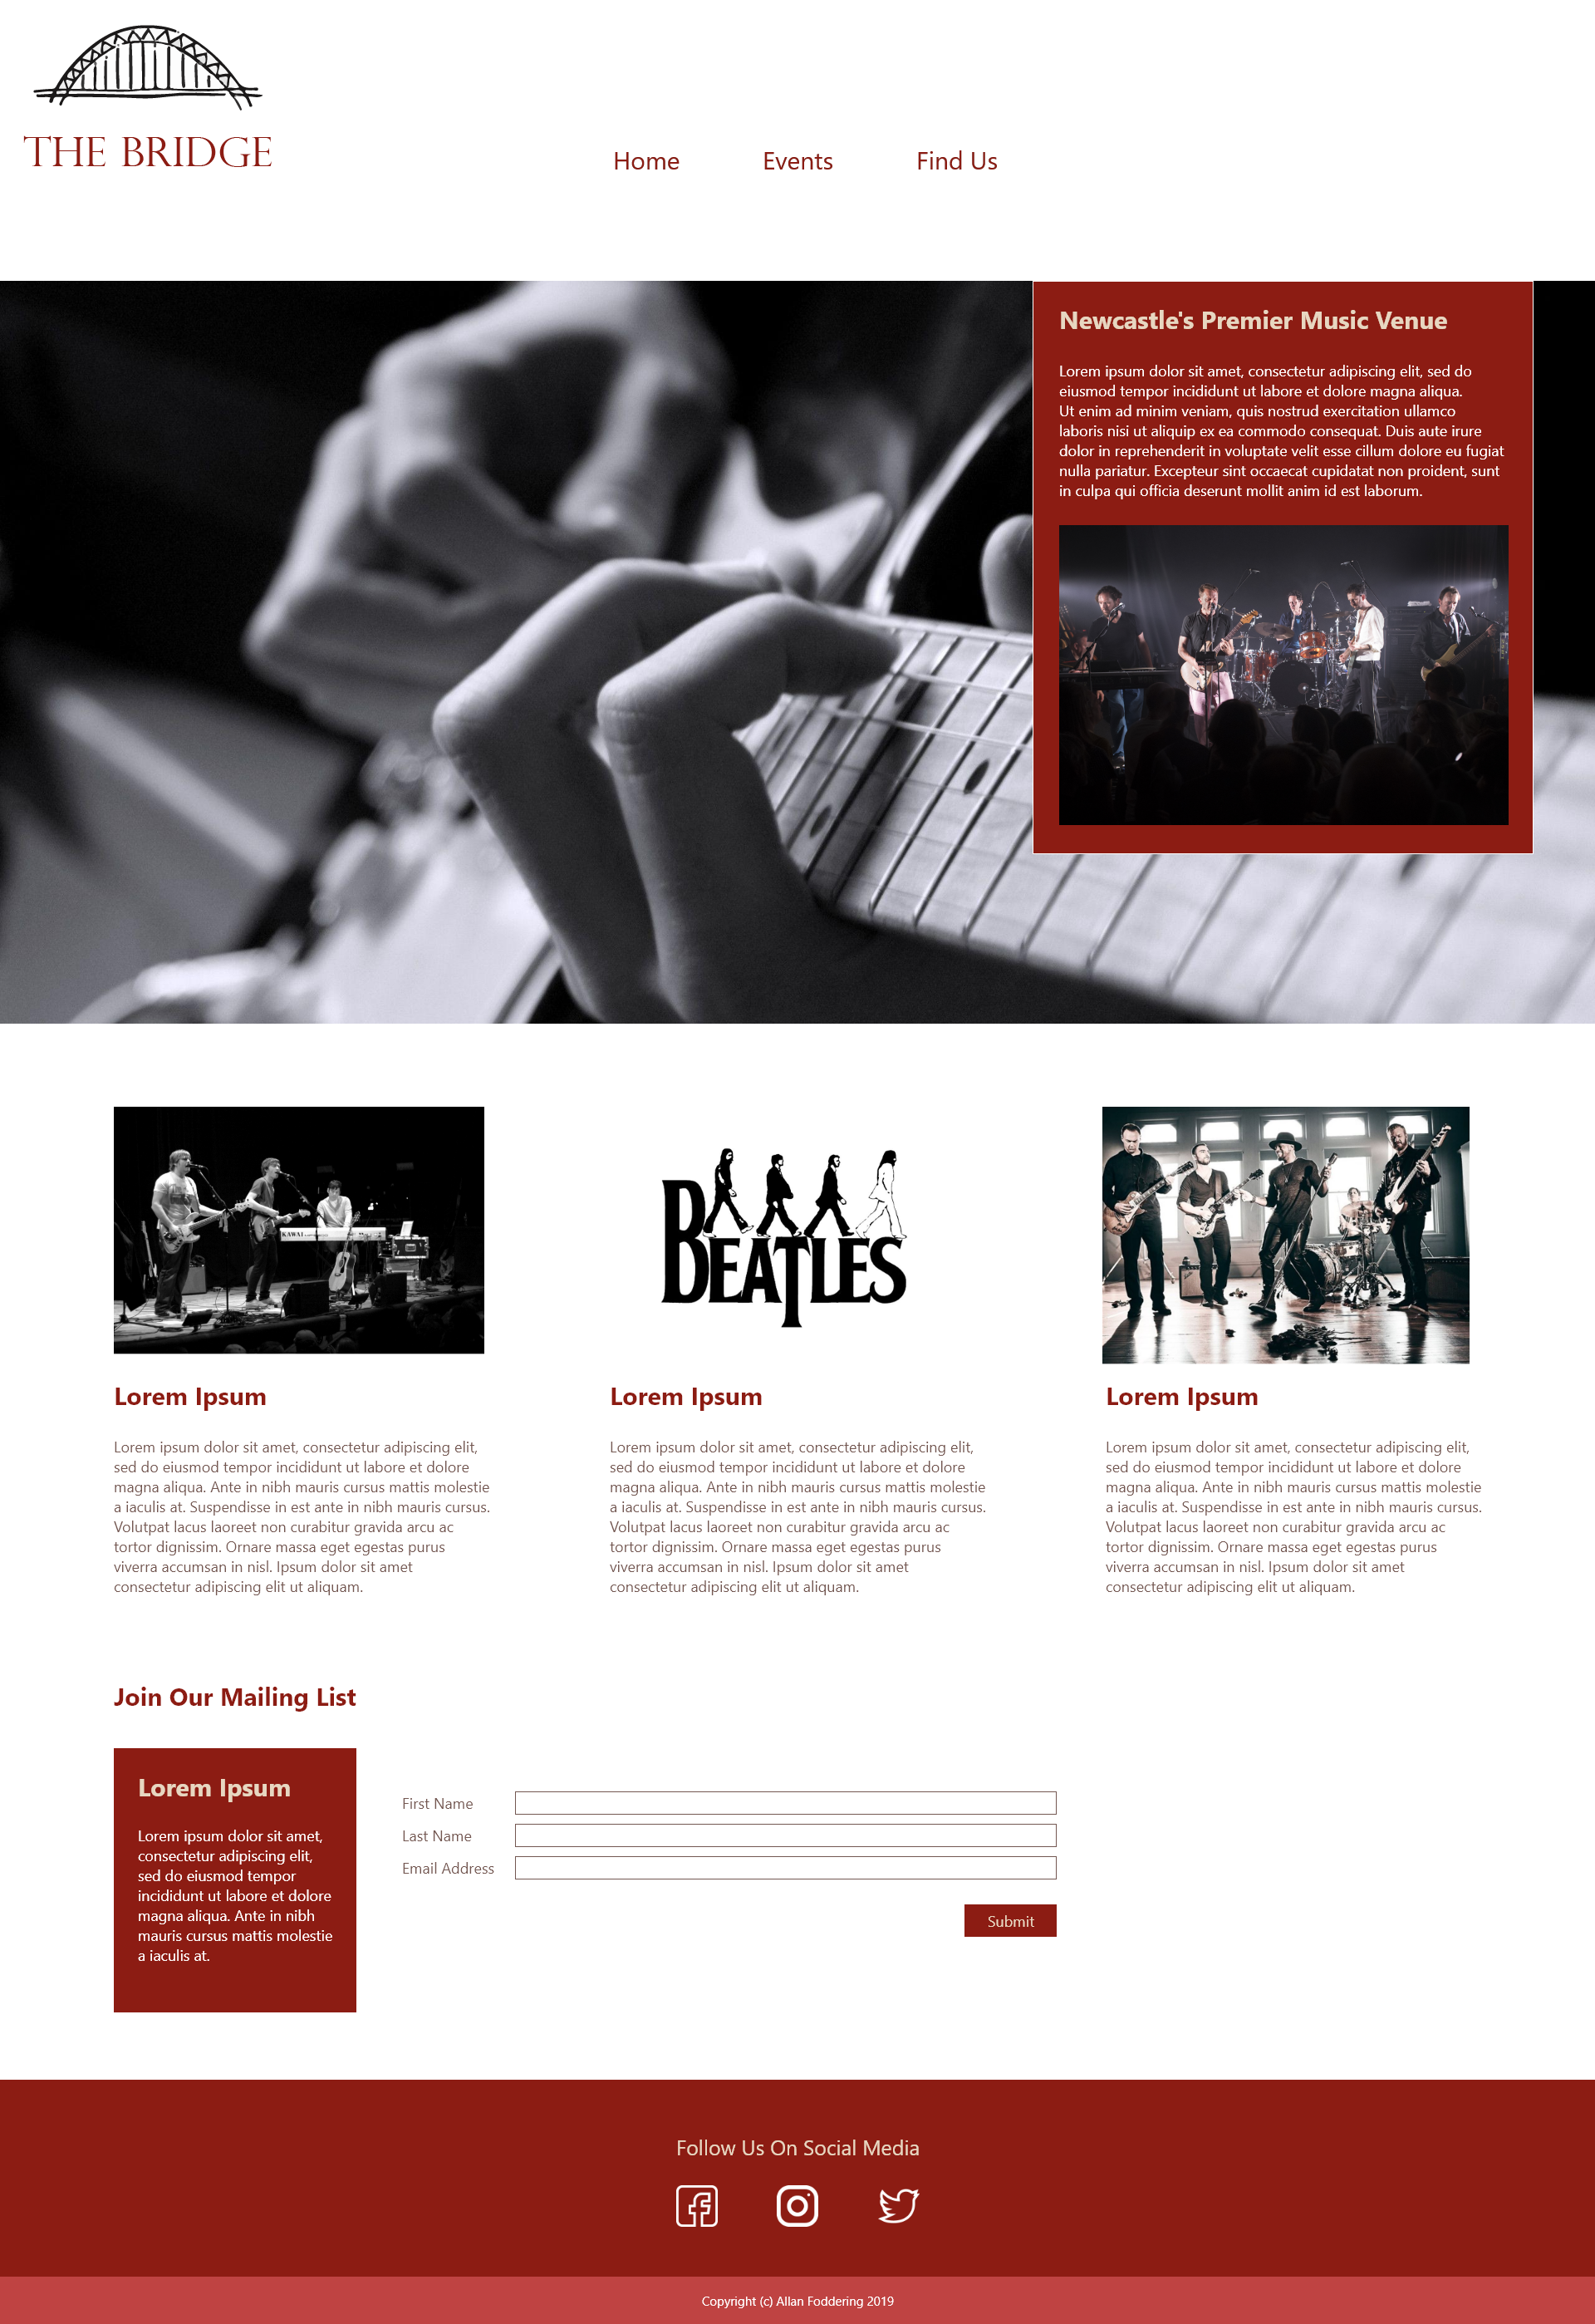 THE BRIDGE
Home
Events
Find Us
Newcastle's Premier Music Venue
Lorem ipsum dolor sit amet, consectetur adipiscing elit, sed do
eiusmod tempor incididunt ut labore et dolore magna aliqua.
Ut enim ad minim veniam, quis nostrud exercitation ullamco
laboris nisi ut aliquip ex ea commodo consequat. Duis aute irure
dolor in reprehenderit in voluptate velit esse cillum dolore eu fugiat
nulla pariatur. Excepteur sint occaecat cupidatat non proident, sunt
in culpa qui officia deserunt mollit anim id est laborum.
KAWAI
BEATLES
Lorem Ipsum
Lorem ipsum dolor sit amet, consectetur adipiscing elit,
sed do eiusmod tempor incididunt ut labore et dolore
magna aliqua. Ante in nibh mauris cursus mattis molestie
a iaculis at. Suspendisse in est ante in nibh mauris cursus.
Volutpat lacus laoreet non curabitur gravida arcu ac
tortor dignissim. Ornare massa eget egestas purus
viverra accumsan in nisl. Ipsum dolor sit amet
consectetur adipiscing elit ut aliquam.
Lorem Ipsum
Lorem ipsum dolor sit amet, consectetur adipiscing elit,
sed do eiusmod tempor incididunt ut labore et dolore
magna aliqua. Ante in nibh mauris cursus mattis molestie
a iaculis at. Suspendisse in est ante in nibh mauris cursus.
Volutpat lacus laoreet non curabitur gravida arcu ac
tortor dignissim. Ornare massa eget egestas purus
viverra accumsan in nisl. Ipsum dolor sit amet
consectetur adipiscing elit ut aliquam.
Lorem Ipsum
Lorem ipsum dolor sit amet, consectetur adipiscing elit,
sed do eiusmod tempor incididunt ut labore et dolore
magna aliqua. Ante in nibh mauris cursus mattis molestie
a iaculis at. Suspendisse in est ante in nibh mauris cursus.
Volutpat lacus laoreet non curabitur gravida arcu ac
tortor dignissim. Ornare massa eget egestas purus
viverra accumsan in nisl. Ipsum dolor sit amet
consectetur adipiscing elit ut aliquam.
Join Our Mailing List
Lorem Ipsum
Lorem ipsum dolor sit amet,
consectetur adipiscing elit,
sed do eiusmod tempor
incididunt ut labore et dolore
magna aliqua. Ante in nibh
mauris cursus mattis molestie
a iaculis at.
First Name
Last Name
Email Address
Submit
Follow Us On Social Media
Copyright (c) Allan Foddering 2019